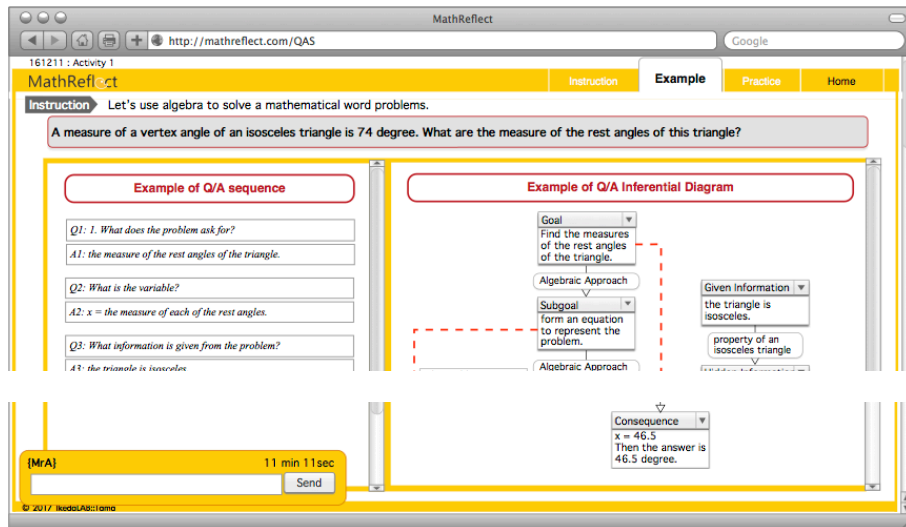 MathReflect
http://mathreflect.com/QAS
Google
161211 : Activity 1
MathReflect
Instruction
Example
Practice
Home
Instruction Let's use algebra to solve a mathematical word problems.
A measure of a vertex angle of an isosceles triangle is 74 degree. What are the measure of the rest angles of this triangle?
Example of Q/A sequence
Q1: 1. What does the problem ask for?
A1: the measure of the rest angles of the triangle.
Q2: What is the variable?
A2: x = the measure of each of the rest angles.
Q3: What information is given from the problem?
A3: the triangle is isosceles
Example of Q/A Inferential Diagram
Goal
Find the measures
of the rest angles
of the triangle.
Algebraic Approach
Subgoal
form an equation
to represent the
problem.
Algebraic Approach
Given Information
the triangle is
isosceles.
property of an
isosceles triangle
Hidden Information
Consequence
x = 46.5
Then the answer is
46.5 degree.
{MrA}
11 min 11sec
Send
© 2017 IkedaLAB::Tama